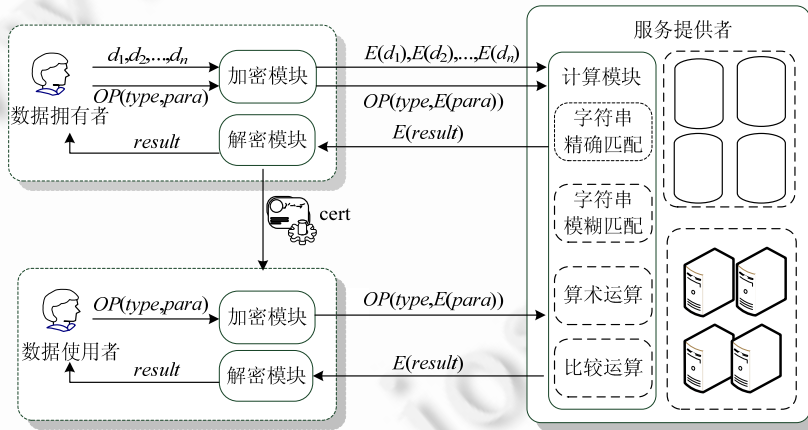 服务提供者
d1,d2,...,dn
加密模块
E(d1),E(d2),...,E(dn)
计算模块
OP(type,para)
OP(type,E(para))
数据拥有者
字符串
精确匹配
解密模块
result
E(result)
cert
字符串
模糊匹配
OP(type,para)
加密模块
OP(type,E(para))
算术运算
数据使用者
解密模块
result
E(result)
比较运算